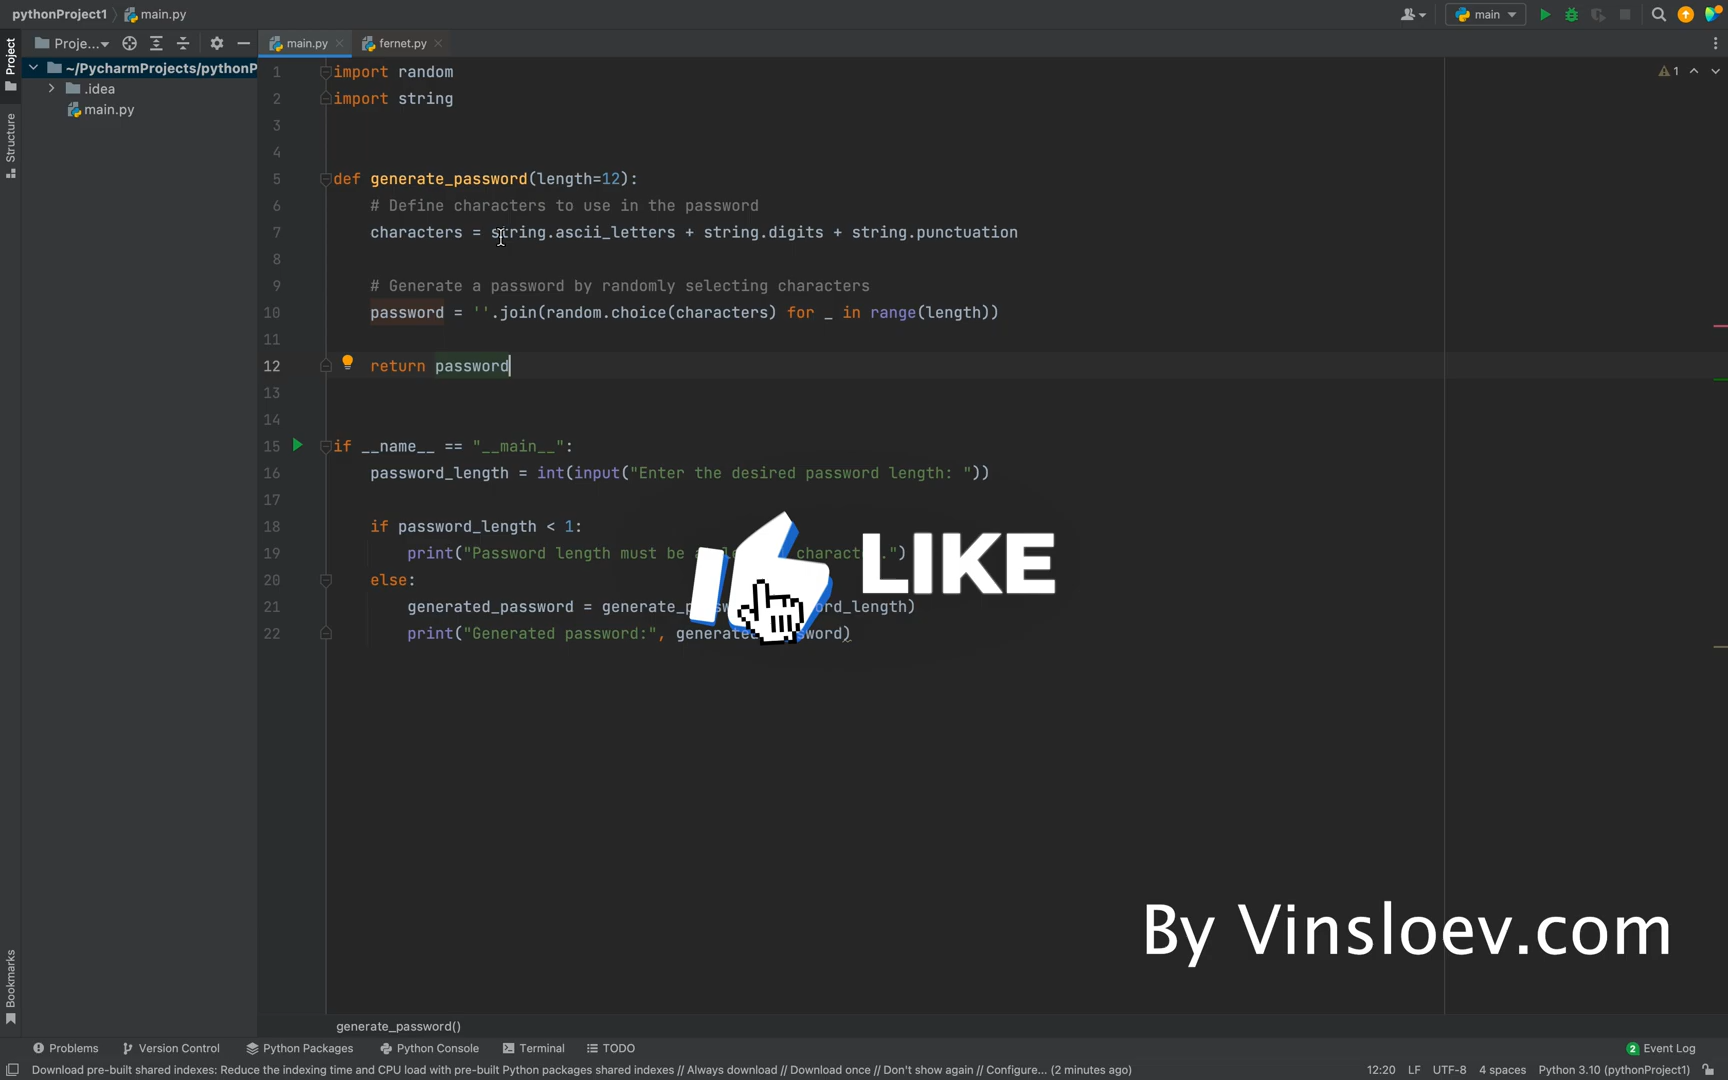 pythonProject1 main.py
main
Project
Structure
Bookmarks
Proje...
~/PycharmProjects/pythonP
.idea
main.py
main.py fernet.py
1
1 import random
2 import string
3
4
5 def generate_password(length=12):
6 # Define characters to use in the password
7 characters = string.ascii_letters + string.digits + string.punctuation
8
9 # Generate a password by randomly selecting characters
10 password = ''.join(random.choice(characters) for _ in range(length))
11
12 return password
13
14
15 if __name__ == "__main__":
16 password_length = int(input("Enter the desired password length: "))
17
18 if password_length < 1:
19 print("Password length must be charact .")
20 else:
21 generated_password = generate_p rd_length)
22 print("Generated password:", generate sword)
LIKE
By Vinsloev.com
generate_password()
Problems Version Control Python Packages Python Console Terminal TODO
2 Event Log
Download pre-built shared indexes: Reduce the indexing time and CPU load with pre-built Python packages shared indexes // Always download // Download once // Don't show again // Configure... (2 minutes ago)
12:20 LF UTF-8 4 spaces Python 3.10 (pythonProject1)